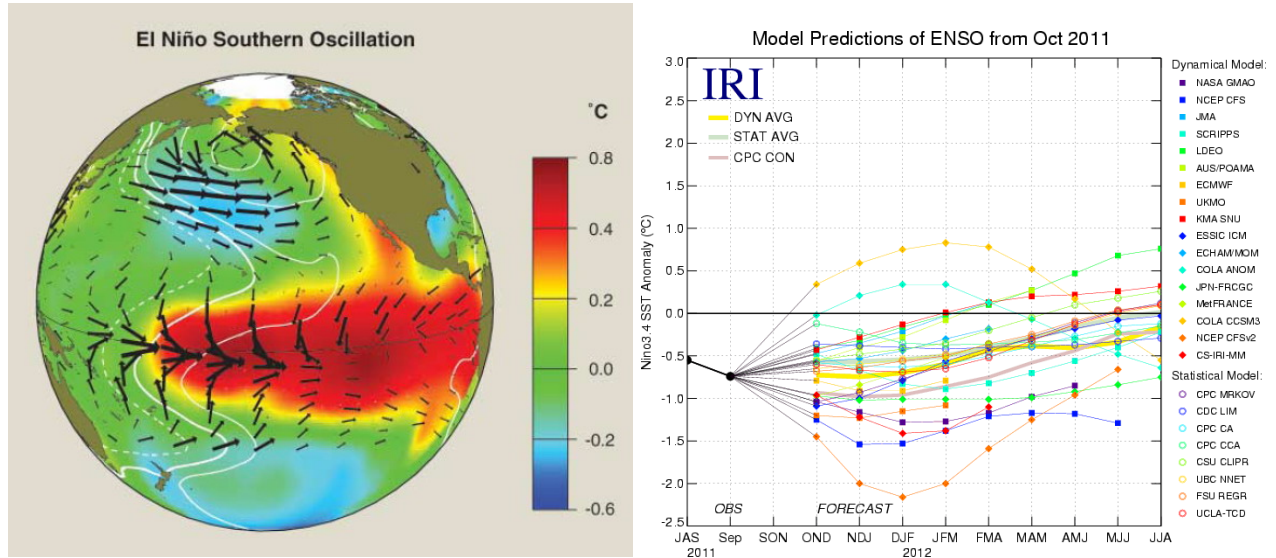 El Niño Southern Oscillation
°C
0.8
0.6
0.4
0.2
0.0
-0.2
-0.4
-0.6
Model Predictions of ENSO from Oct 2011
IRI
DYN AVG
STAT AVG
CPC CON
Nino3.4 SST Anomaly (ºC)
3.0
2.5
2.0
1.5
1.0
0.5
0.0
-0.5
-1.0
-1.5
-2.0
-2.5
OBS
FORECAST
JAS
Sep
SON
OND
NDJ
DJF
JFM
FMA
MAM
AMJ
MJJ
JJA
2011
2012
Dynamical Model:
NASA GMAO
NCEP CFS
JMA
SCRIPPS
LDEO
AUS/POAMA
ECMWF
UKMO
KMA SNU
ESSIC ICM
ECHAM/MOM
COLA ANOM
JPN-FRCGC
MetFRANCE
COLA CCSM3
NCEP CFSv2
CS-IRI-MM
Statistical Model:
CPC MRKOV
CDC LIM
CPC CA
CPC CCA
CSU CLIPR
UBC NNET
FSU REGR
UCLA-TCD